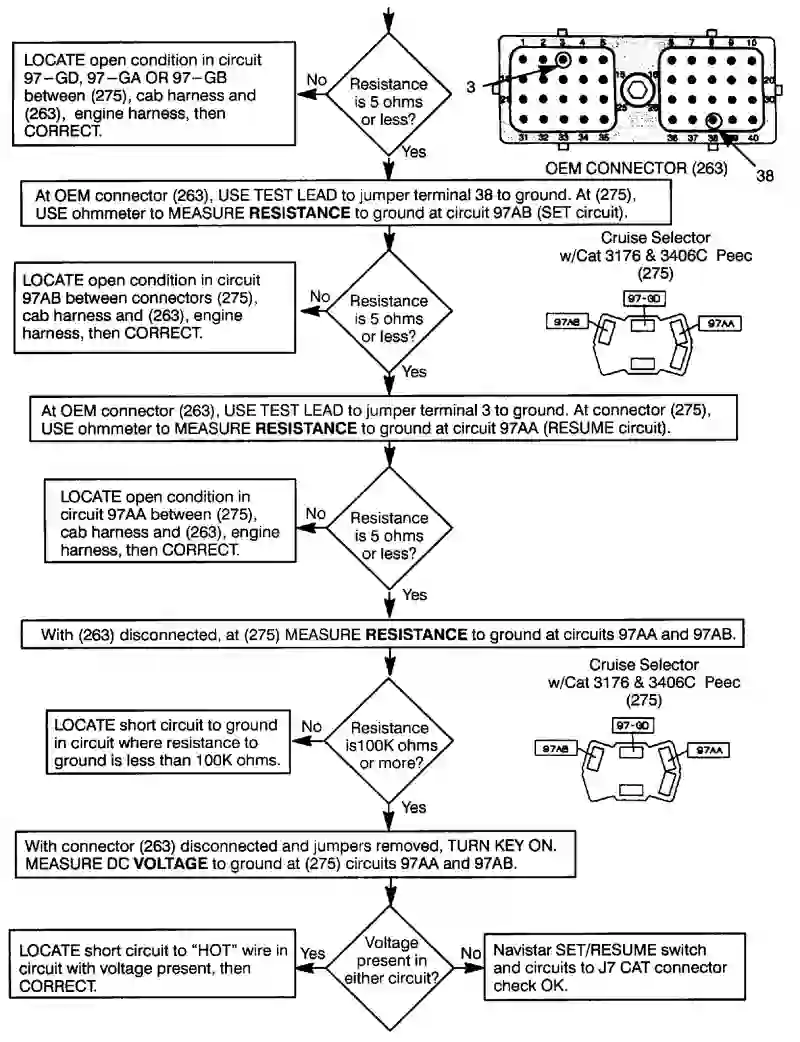 LOCATE open condition in circuit
97-GD, 97-GA OR 97-GB
between (275), cab harness and
(263), engine harness, then
CORRECT.
No
Resistance
is 5 ohms
or less?
Yes
1 2 3 4 5
6 7 8 9 10
15 16
20
21
25 26
30
31 32 33 34 35
36 37 38 39 40
3
38
OEM CONNECTOR (263)
At OEM connector (263), USE TEST LEAD to jumper terminal 38 to ground. At (275),
USE ohmmeter to MEASURE RESISTANCE to ground at circuit 97AB (SET circuit).
LOCATE open condition in circuit
97AB between connectors (275),
cab harness and (263), engine
harness, then CORRECT.
No
Resistance
is 5 ohms
or less?
Yes
Cruise Selector
w/Cat 3176 & 3406C Peec
(275)
97-GD
97AB
97AA
At OEM connector (263), USE TEST LEAD to jumper terminal 3 to ground. At connector (275),
USE ohmmeter to MEASURE RESISTANCE to ground at circuit 97AA (RESUME circuit).
LOCATE open condition in
circuit 97AA between (275),
cab harness and (263), engine
harness, then CORRECT.
No
Resistance
is 5 ohms
or less?
Yes
With (263) disconnected, at (275) MEASURE RESISTANCE to ground at circuits 97AA and 97AB.
LOCATE short circuit to ground
in circuit where resistance to
ground is less than 100K ohms.
No
Resistance
is100K ohms
or more?
Yes
Cruise Selector
w/Cat 3176 & 3406C Peec
(275)
97-GD
97AB
97AA
With connector (263) disconnected and jumpers removed, TURN KEY ON.
MEASURE DC VOLTAGE to ground at (275) circuits 97AA and 97AB.
LOCATE short circuit to "HOT" wire in
circuit with voltage present, then
CORRECT.
Yes
Voltage
present in
either circuit?
No
Navistar SET/RESUME switch
and circuits to J7 CAT connector
check OK.